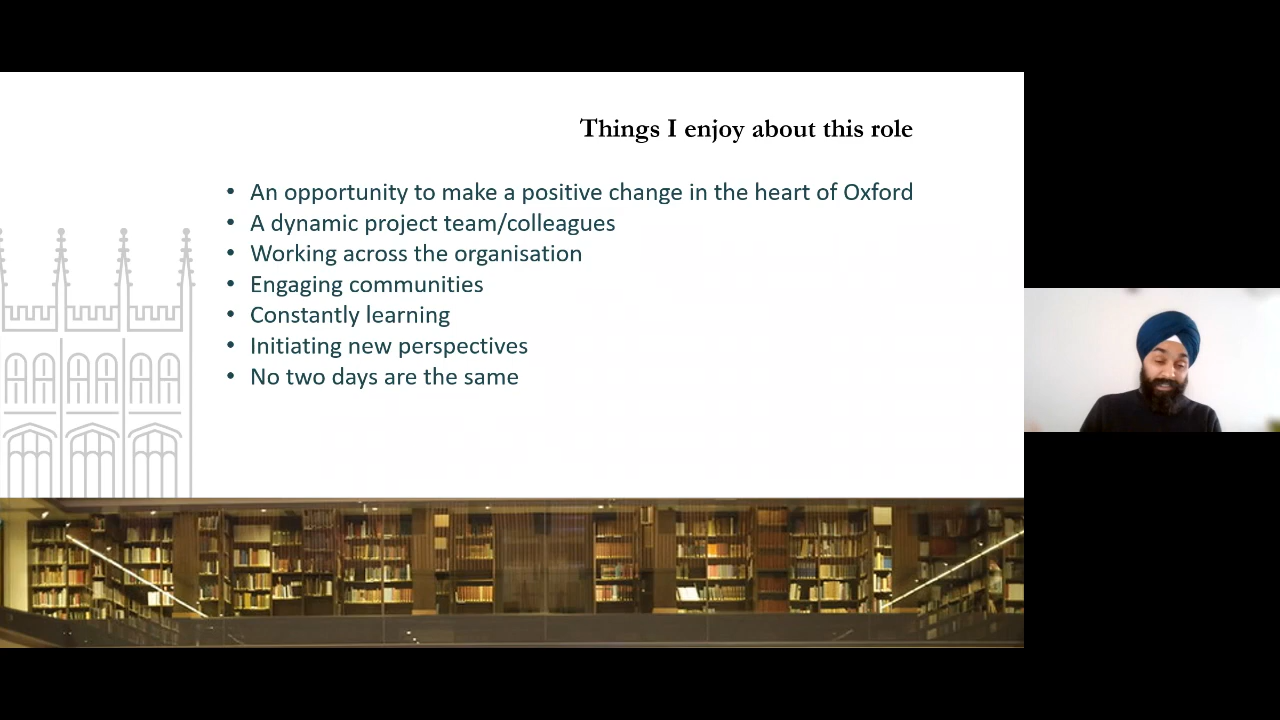 Things I enjoy about this role
• An opportunity to make a positive change in the heart of Oxford
• A dynamic project team/colleagues
• Working across the organisation
• Engaging communities
• Constantly learning
• Initiating new perspectives
• No two days are the same